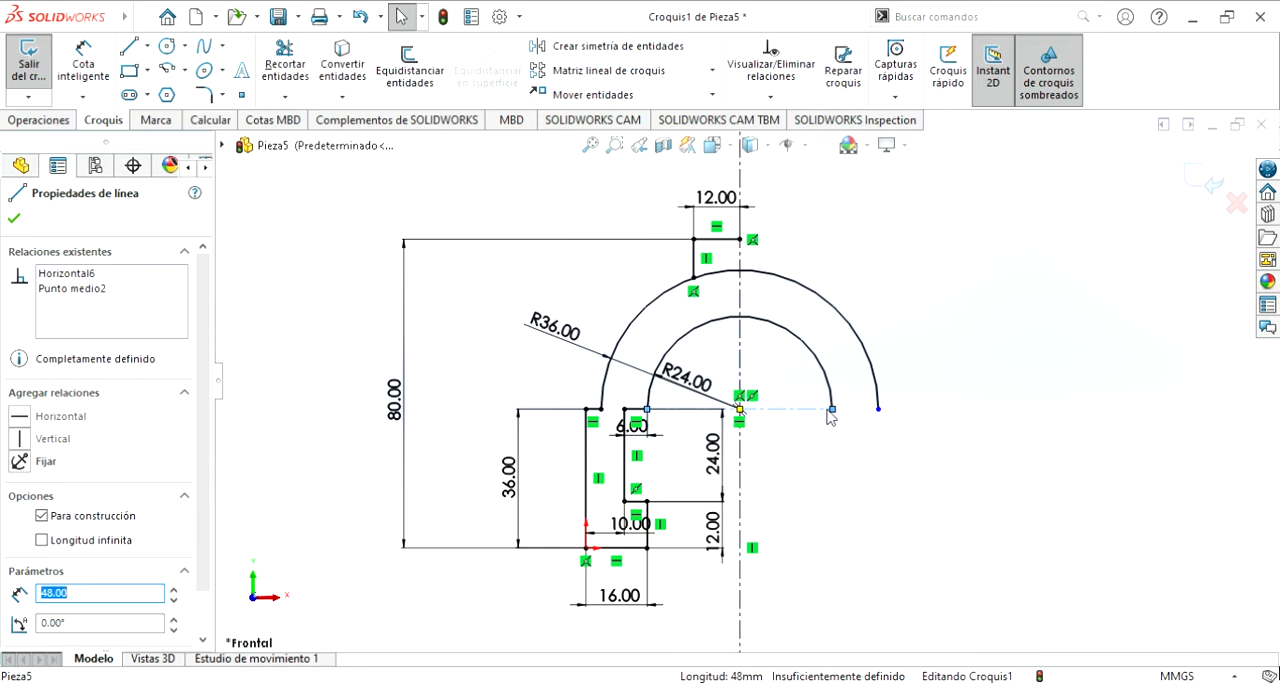 SOLIDWORKS
Croquis1 de Pieza5 *
Buscar comandos
Salir del cr...
Cota inteligente
Recortar entidades
Convertir entidades
Equidistanciar entidades
Equidistanciar en superficie
Crear simetría de entidades
Matriz lineal de croquis
Mover entidades
Visualizar/Eliminar relaciones
Reparar croquis
Capturas rápidas
Croquis rápido
Instant 2D
Contornos de croquis sombreados
Operaciones
Croquis
Marca
Calcular
Cotas MBD
Complementos de SOLIDWORKS
MBD
SOLIDWORKS CAM
SOLIDWORKS CAM TBM
SOLIDWORKS Inspection
Pieza5 (Predeterminado<...
Propiedades de línea
Relaciones existentes
Horizontal6
Punto medio2
Completamente definido
Agregar relaciones
Horizontal
Vertical
Fijar
Opciones
Para construcción
Longitud infinita
Parámetros
48.00
0.00°
12.00
R36.00
R24.00
80.00
6.00
36.00
24.00
10.00
12.00
16.00
x
*Frontal
Modelo
Vistas 3D
Estudio de movimiento 1
Pieza5
Longitud: 48mm
Insuficientemente definido
Editando Croquis1
MMGS